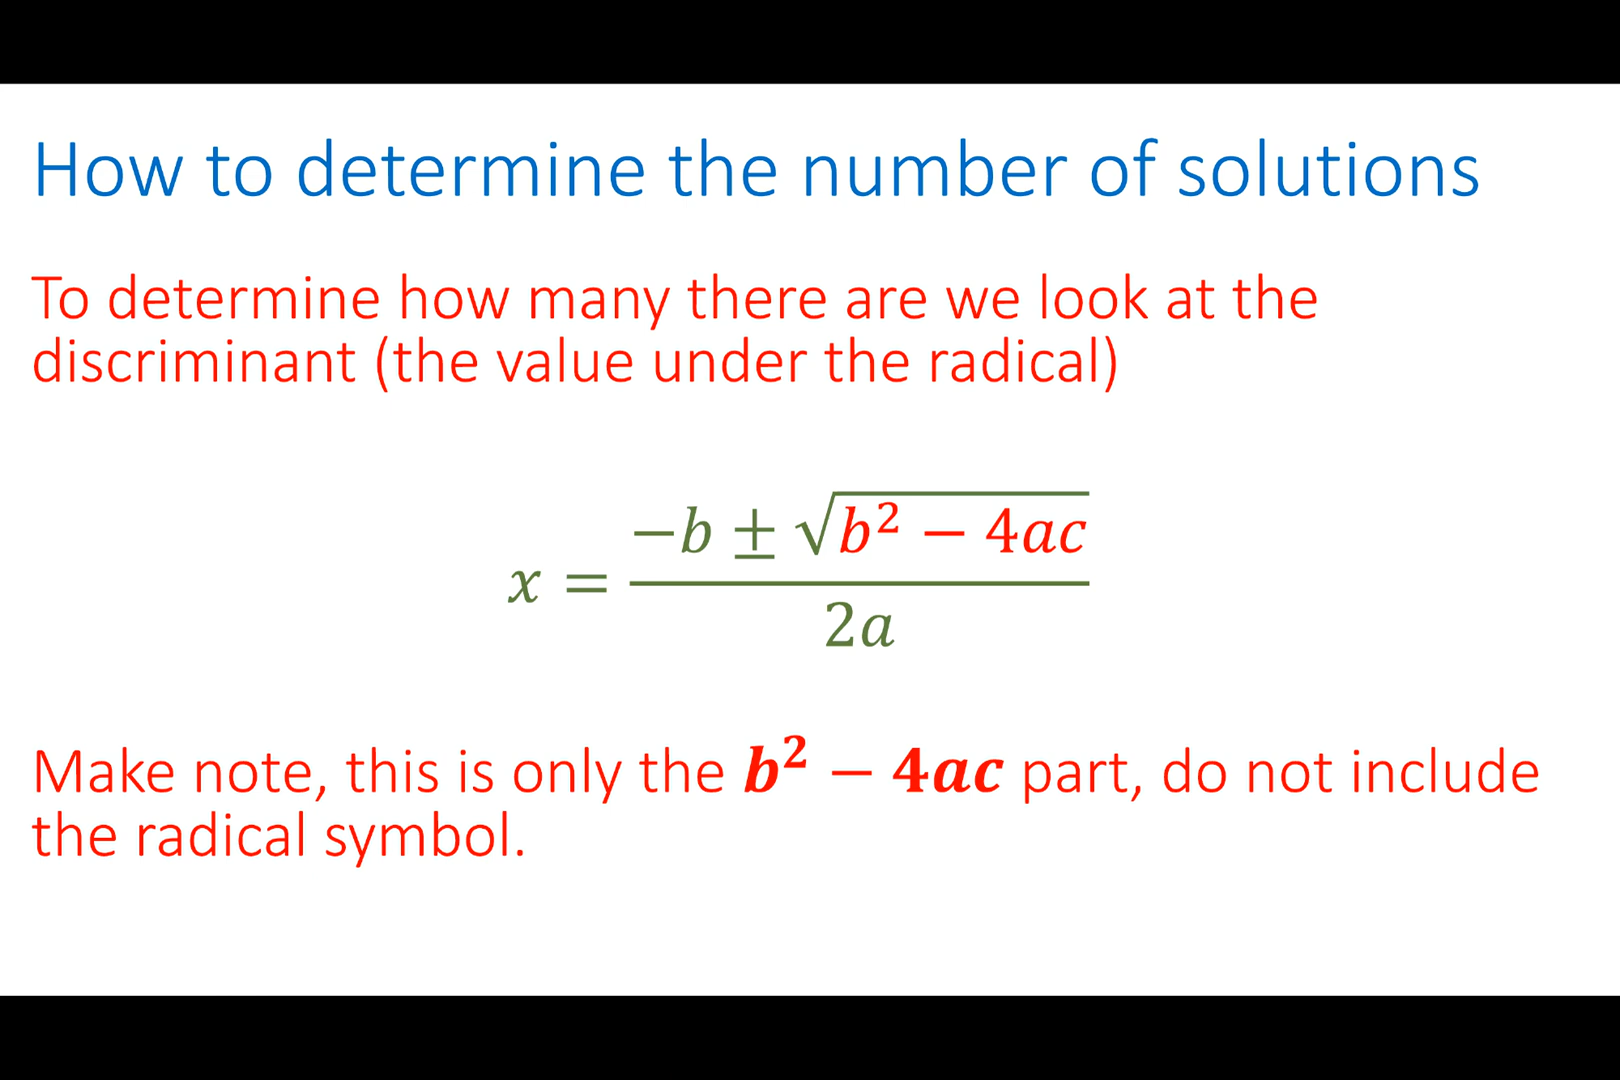 How to determine the number of solutions
To determine how many there are we look at the
discriminant (the value under the radical)
x = \frac{-b ± \sqrt{b² − 4ac}}{2a}
Make note, this is only the b² − 4ac part, do not include
the radical symbol.